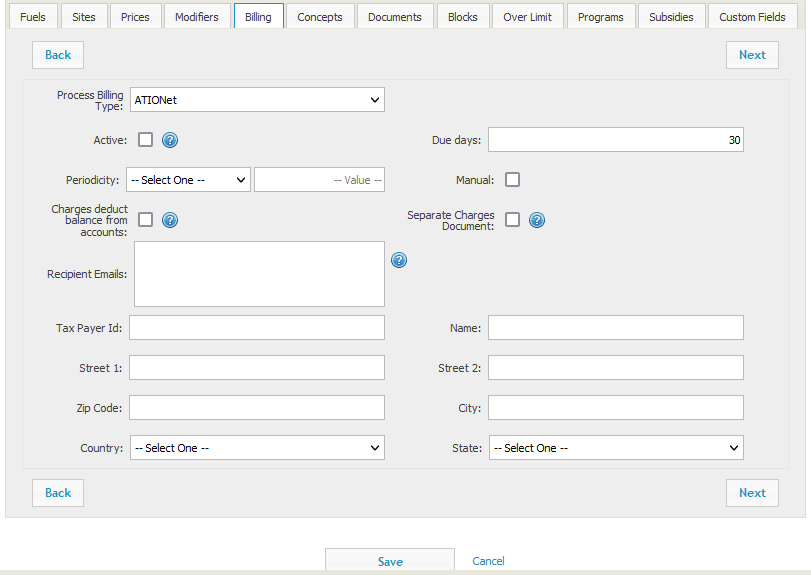 Fuels Sites Prices Modifiers Billing Concepts Documents Blocks Over Limit Programs Subsidies Custom Fields
Back Next
Process Billing
Type: ATIONet
Active: ? Due days: 30
Periodicity: -- Select One -- -- Value -- Manual:
Charges deduct
balance from
accounts: ?
Separate Charges
Document: ?
Recipient Emails: ?
Tax Payer Id: Name:
Street 1: Street 2:
Zip Code: City:
Country: -- Select One -- State: -- Select One --
Back Next
Save Cancel